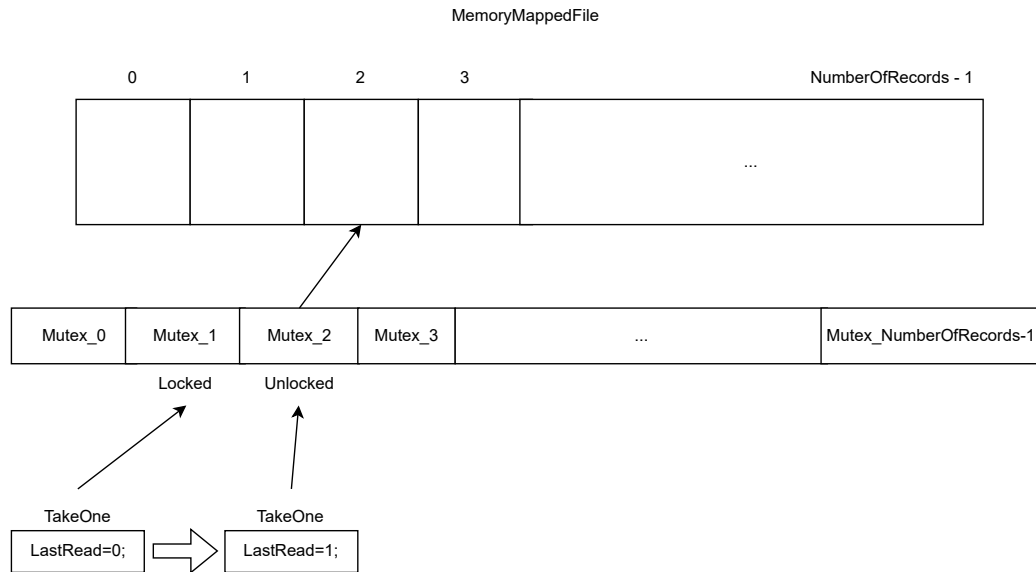 MemoryMappedFile
0 1 2 3 NumberOfRecords - 1
...
Mutex_0 Mutex_1 Mutex_2 Mutex_3 ... Mutex_NumberOfRecords-1
Locked Unlocked
TakeOne TakeOne
LastRead=0; LastRead=1;